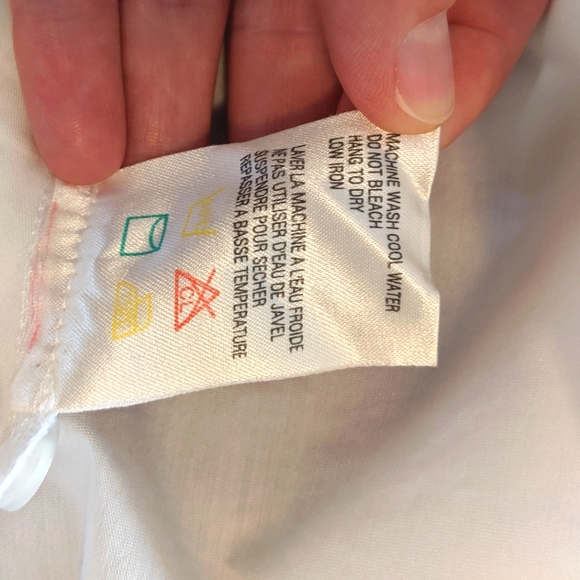 MACHINE WASH COOL WATER
DO NOT BLEACH
HANG TO DRY
LOW IRON
LAVER LA MACHINE A L'EAU FROIDE
NE PAS UTILISER D'EAU DE JAVEL
SUSPENDRE POUR SECHER
REPASSER A BASSE TEMPERATURE
CL